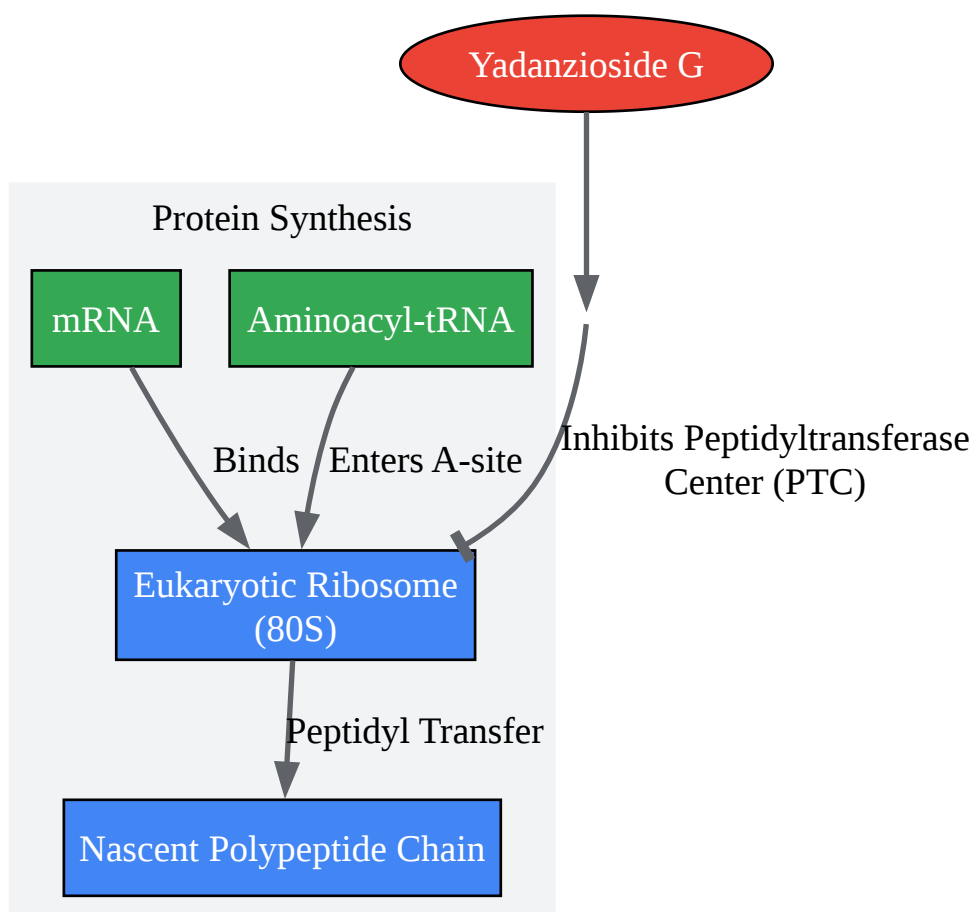 Yadanzioside G
Protein Synthesis
mRNA
Aminoacyl-tRNA
Binds
Enters A-site
Inhibits Peptidyltransferase
Center (PTC)
Eukaryotic Ribosome
(80S)
Peptidyl Transfer
Nascent Polypeptide Chain